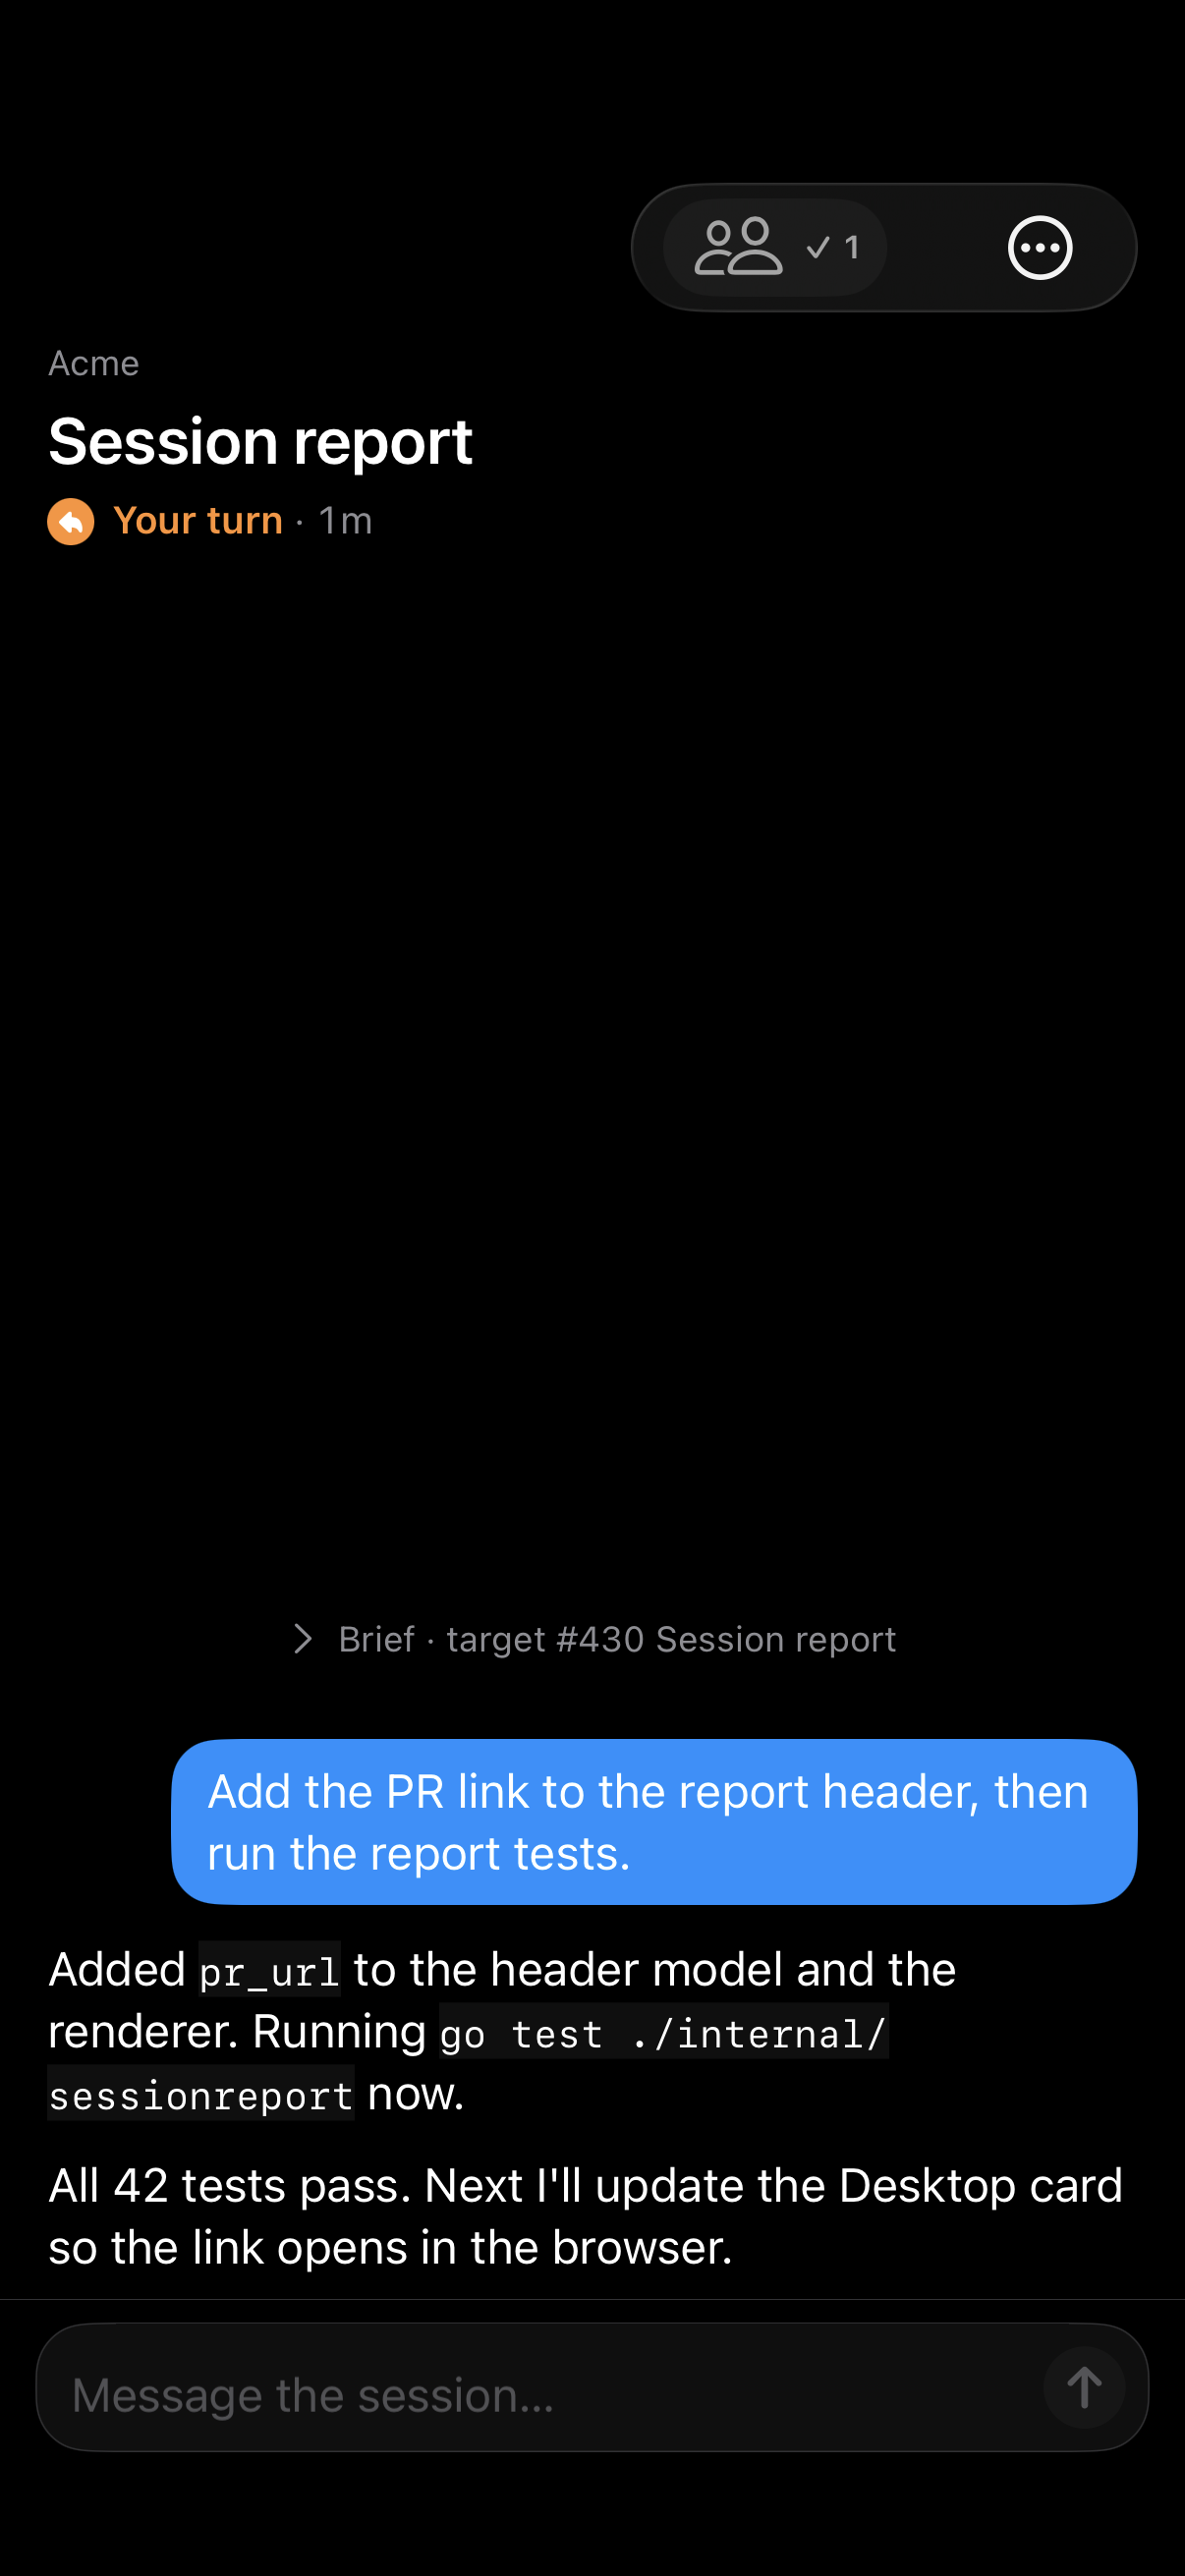 ✓ 1
Acme
Session report
Your turn · 1m
Brief · target #430 Session report
Add the PR link to the report header, then
run the report tests.
Added pr_url to the header model and the
renderer. Running go test ./internal/
sessionreport now.
All 42 tests pass. Next I'll update the Desktop card
so the link opens in the browser.
Message the session...